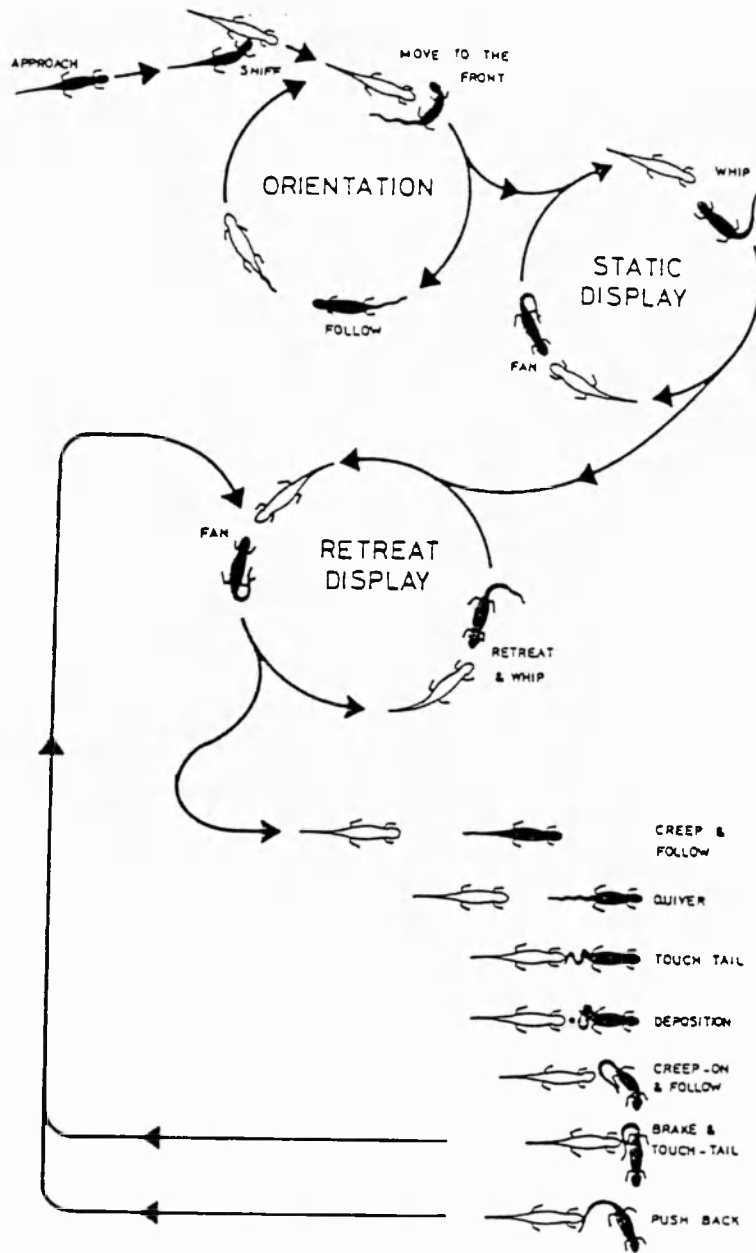 APPROACH
SNIFF
MOVE TO THE
FRONT
ORIENTATION
FOLLOW
WHIP
STATIC
DISPLAY
FAN
FAN
RETREAT
DISPLAY
RETREAT
& WHIP
CREEP &
FOLLOW
QUIVER
TOUCH TAIL
DEPOSITION
CREEP-ON
& FOLLOW
BRAKE &
TOUCH-TAIL
PUSH BACK